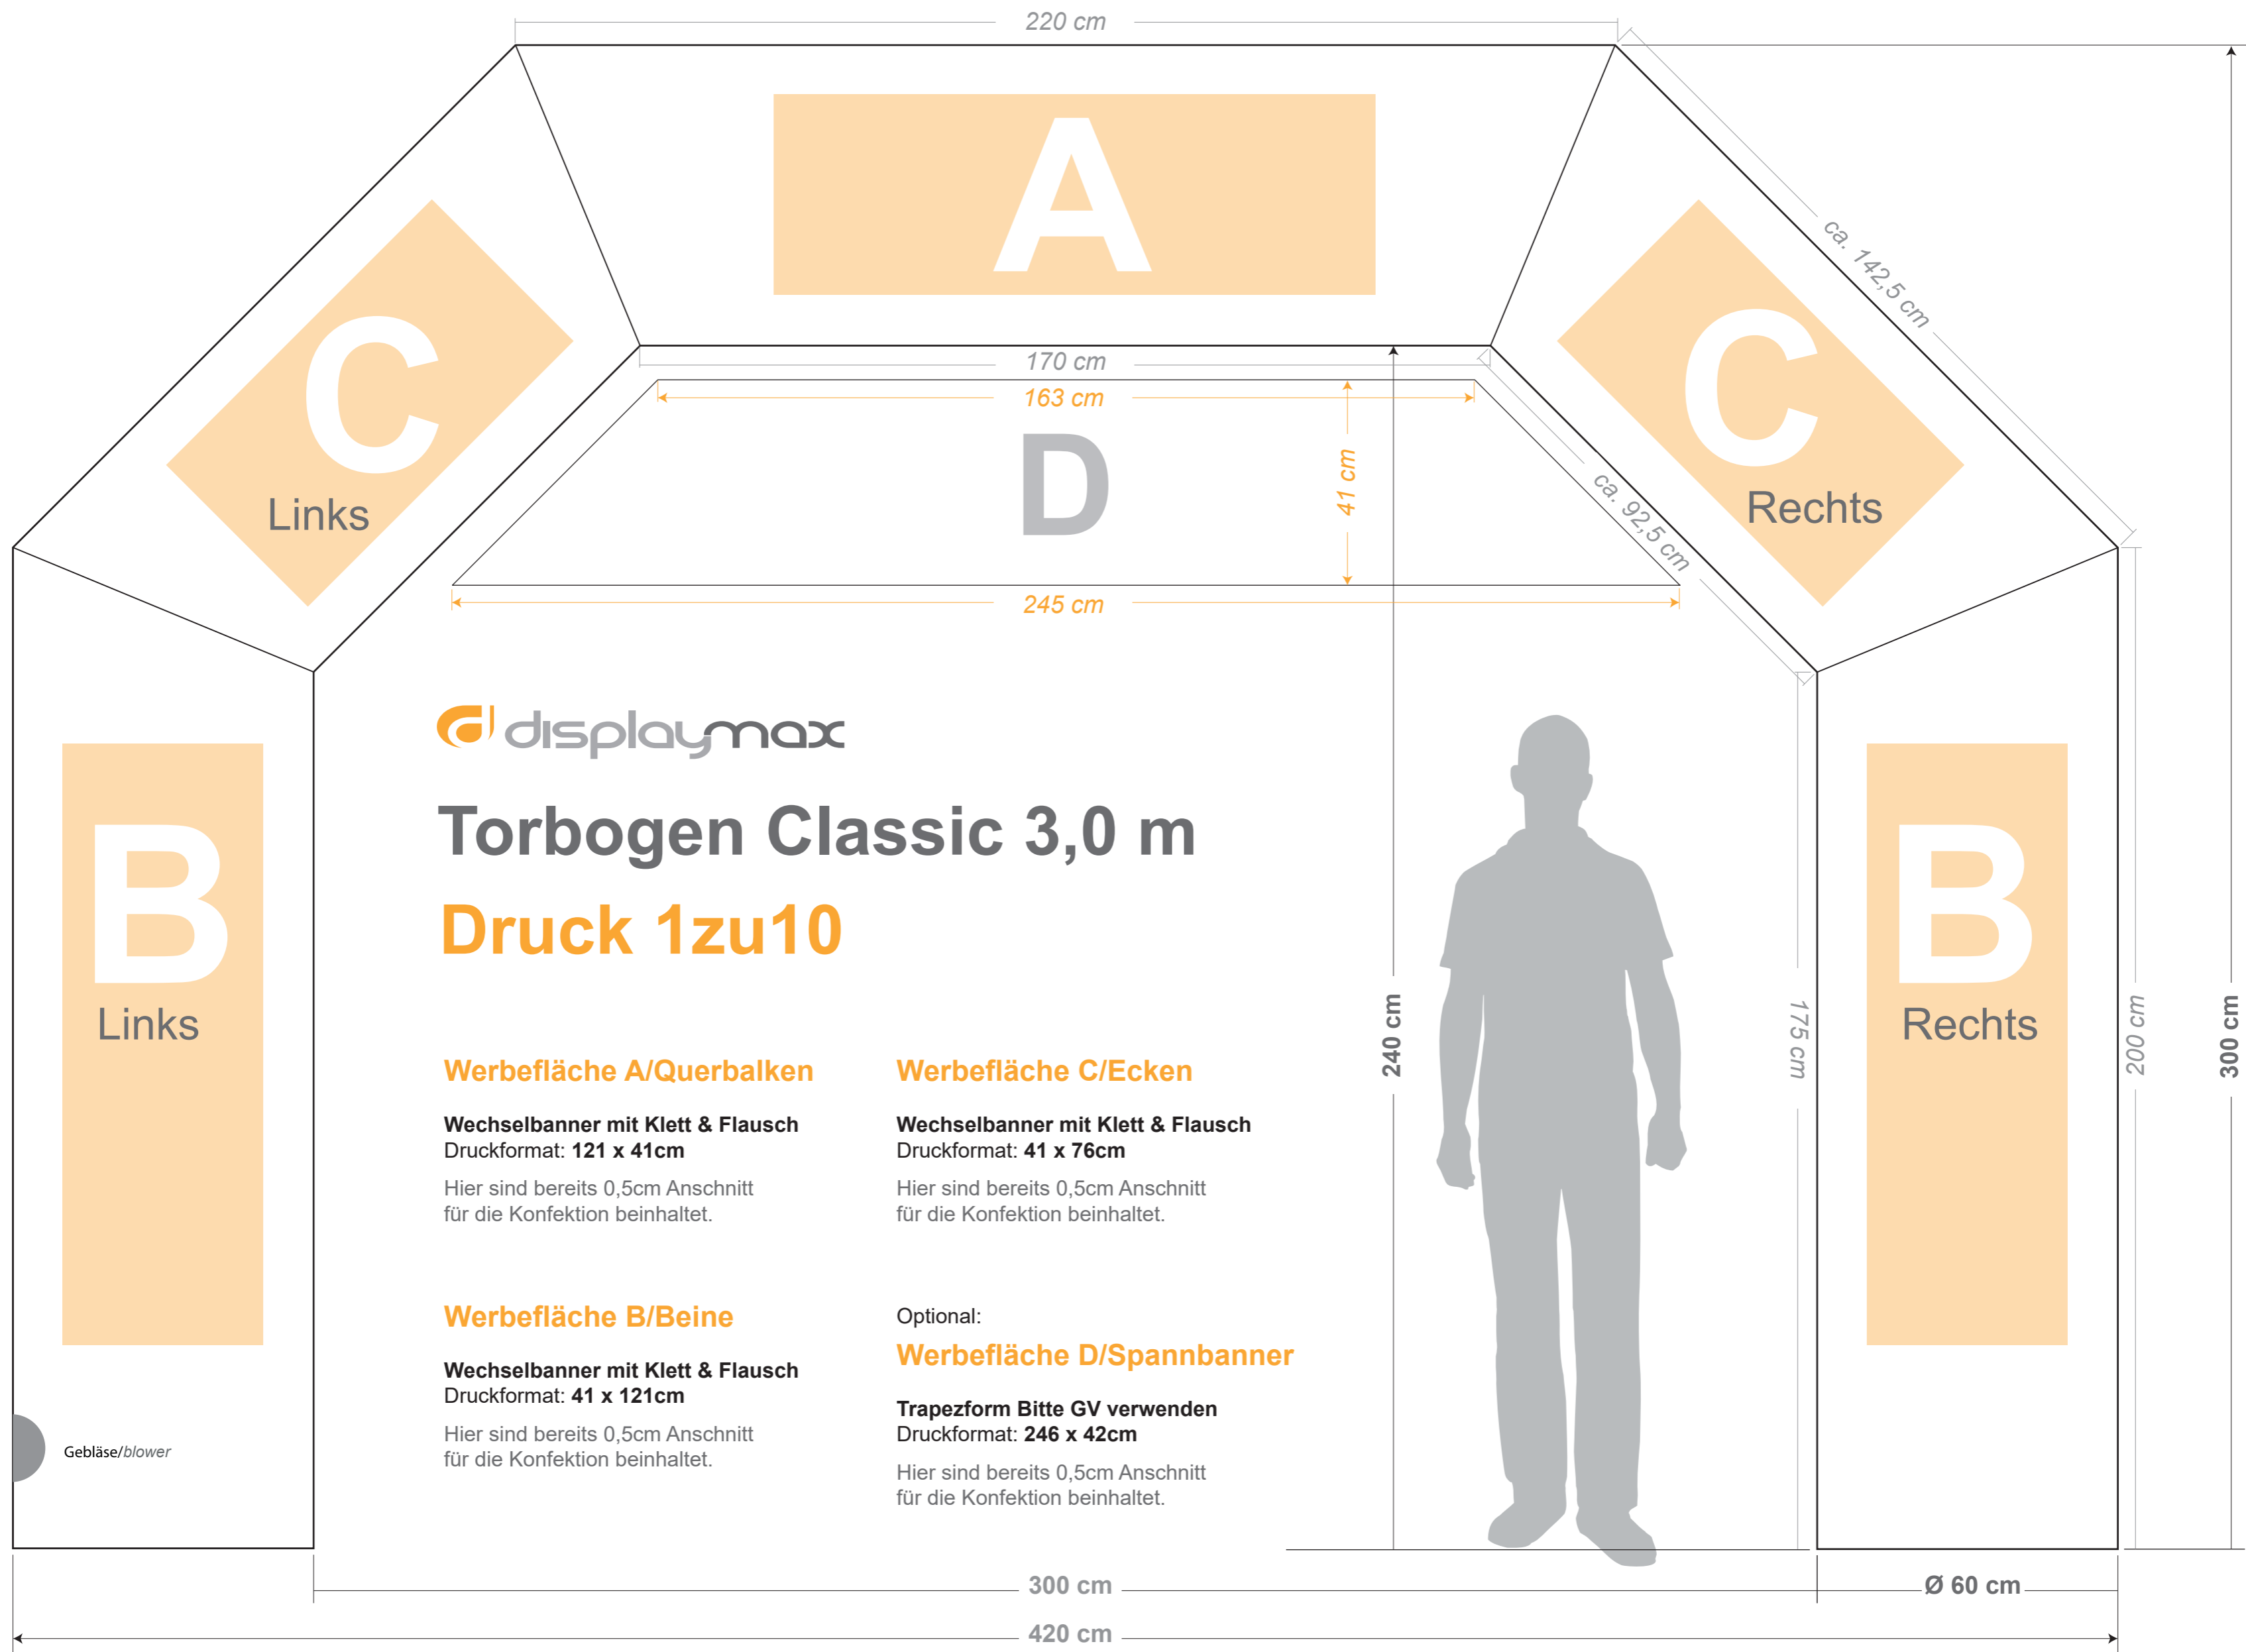 220 cm
A
C
Links
C
Rechts
ca. 142,5 cm
170 cm
163 cm
D
41 cm
ca. 92,5 cm
245 cm
displaymax
Torbogen Classic 3,0 m
Druck 1zu10
B
Links
B
Rechts
240 cm
175 cm
200 cm
300 cm
Werbefläche A/Querbalken
Wechselbanner mit Klett & Flausch
Druckformat: 121 x 41cm
Hier sind bereits 0,5cm Anschnitt
für die Konfektion beinhaltet.
Werbefläche C/Ecken
Wechselbanner mit Klett & Flausch
Druckformat: 41 x 76cm
Hier sind bereits 0,5cm Anschnitt
für die Konfektion beinhaltet.
Werbefläche B/Beine
Wechselbanner mit Klett & Flausch
Druckformat: 41 x 121cm
Hier sind bereits 0,5cm Anschnitt
für die Konfektion beinhaltet.
Optional:
Werbefläche D/Spannbanner
Trapezform Bitte GV verwenden
Druckformat: 246 x 42cm
Hier sind bereits 0,5cm Anschnitt
für die Konfektion beinhaltet.
Gebläse/blower
300 cm
Ø 60 cm
420 cm